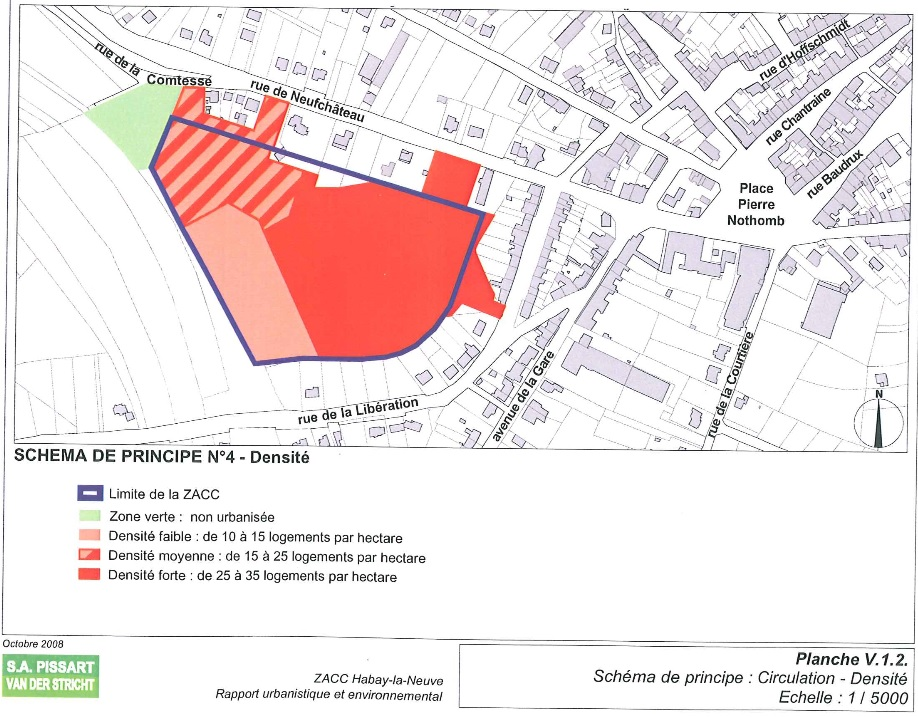 rue de la
Comtesse
rue de Neufchâteau
rue d'Hoffschmidt
rue Chantraine
rue Baudrux
Place
Pierre
Nothomb
rue de la Libération
avenue de la Gare
rue de la Courtière
N
SCHEMA DE PRINCIPE N°4 - Densité
Limite de la ZACC
Zone verte : non urbanisée
Densité faible : de 10 à 15 logements par hectare
Densité moyenne : de 15 à 25 logements par hectare
Densité forte : de 25 à 35 logements par hectare
Octobre 2008
S.A. PISSART
VAN DER STRICHT
ZACC Habay-la-Neuve
Rapport urbanistique et environnemental
Planche V.1.2.
Schéma de principe : Circulation - Densité
Echelle : 1 / 5000